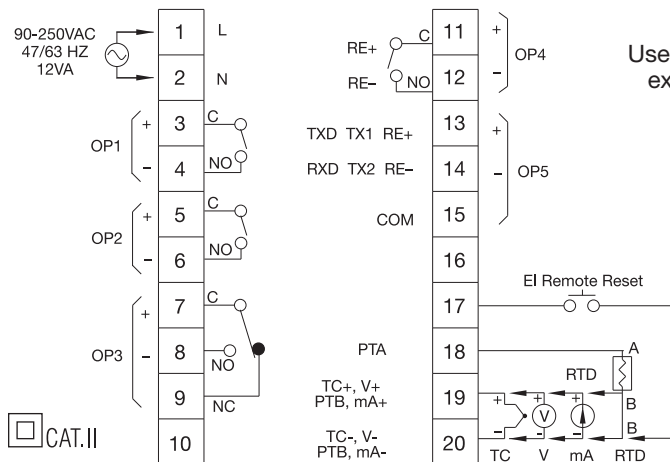 90-250VAC
47/63 HZ
12VA
1 L
2 N
OP1
+ 3 C
− 4 NO
OP2
+ 5 C
− 6 NO
OP3
+ 7 C
− 8 NO
9 NC
10
CAT.II
RE+ C 11 +
RE− NO 12 −
OP4
TXD TX1 RE+ 13 +
RXD TX2 RE− 14 −
OP5
COM 15
16
17 EI Remote Reset
PTA 18 A
TC+, V+
PTB, mA+
19 + + V + RTD B
TC-, V-
PTB, mA-
20 − − − B
TC V mA RTD
Use
ex